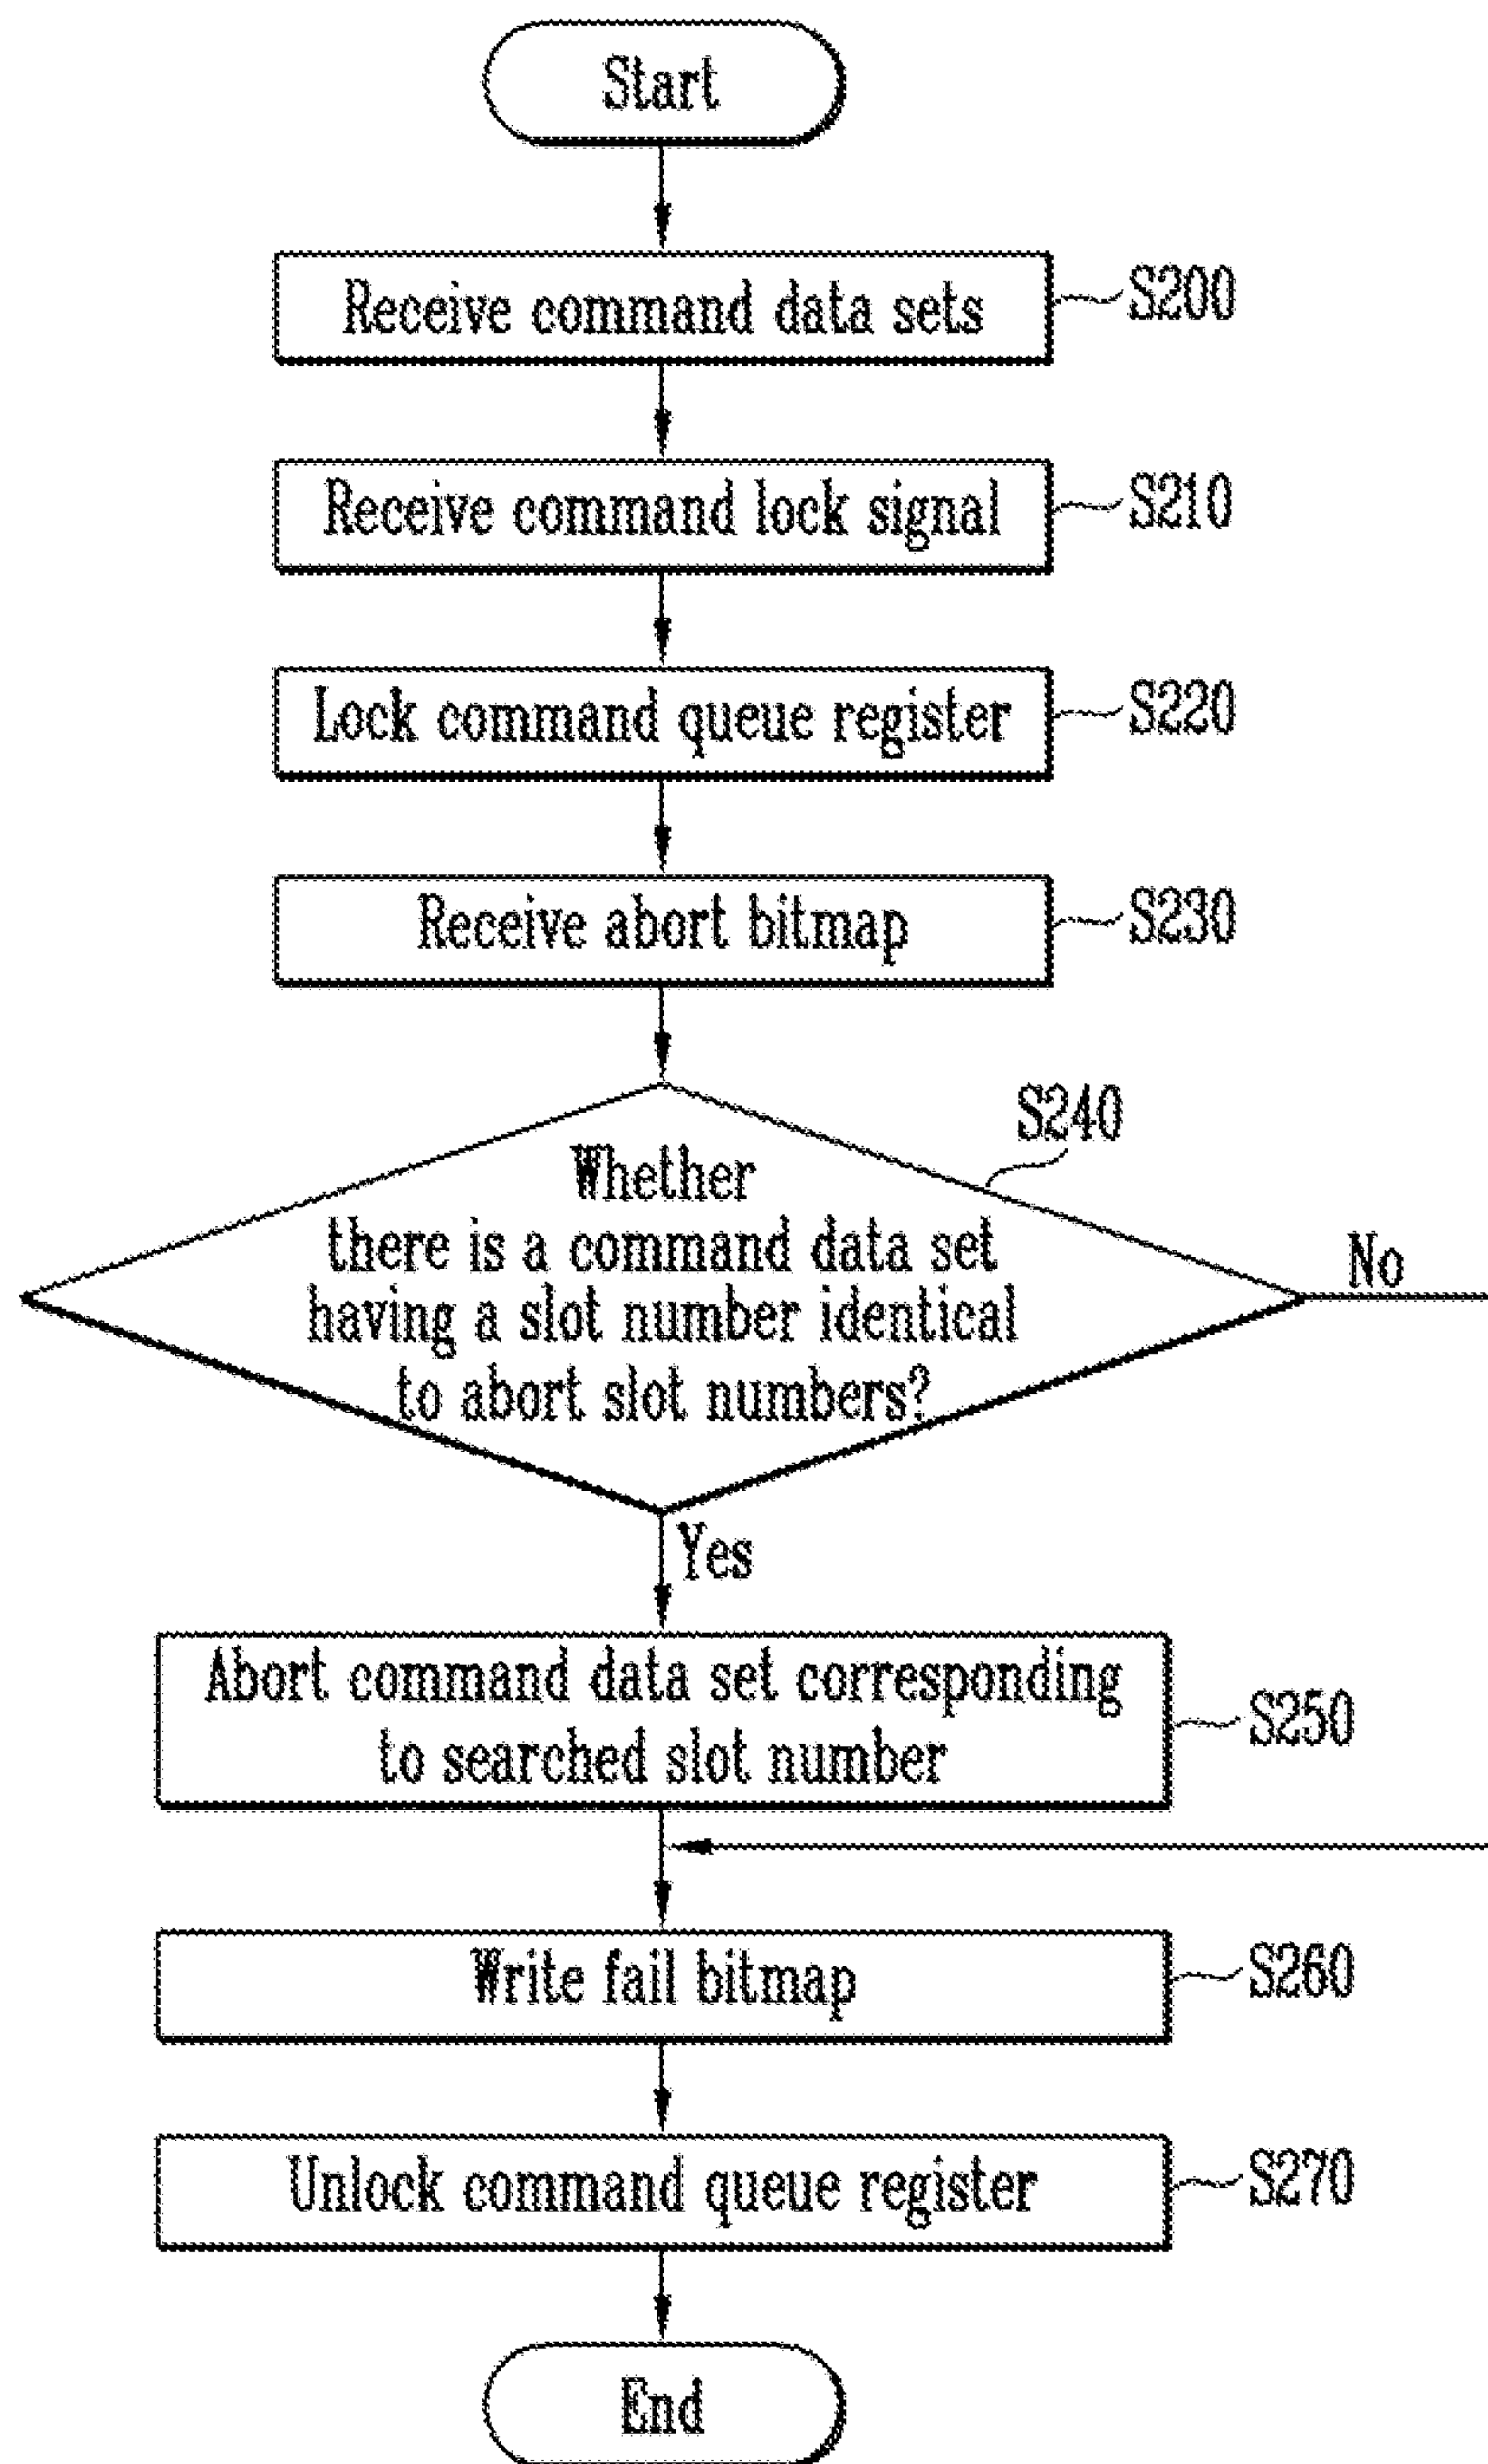 Start
Receive command data sets
S200
Receive command lock signal
S210
Lock command queue register
S220
Receive abort bitmap
S230
S240
Whether
there is a command data set
having a slot number identical
to abort slot numbers?
No
Yes
Abort command data set corresponding
to searched slot number
S250
Write fail bitmap
S260
Unlock command queue register
S270
End